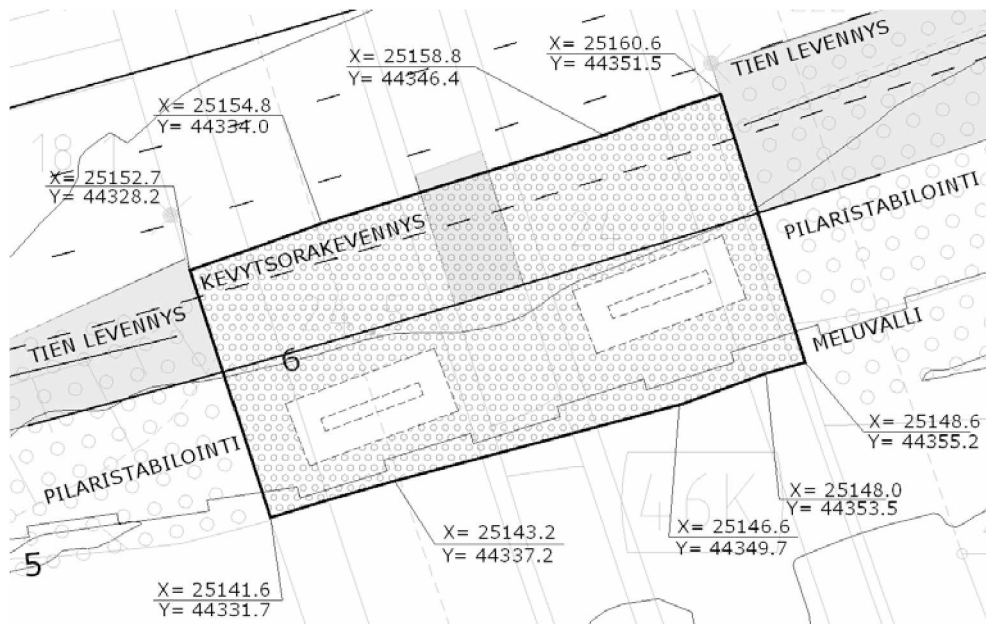 X= 25160.6
Y= 44351.5
TIEN LEVENNYS
X= 25158.8
Y= 44346.4
X= 25154.8
Y= 44334.0
X= 25152.7
Y= 44328.2
PILARISTABILOINTI
KEVYTSORAKEVENNYS
TIEN LEVENNYS
6
MELUVALLI
PILARISTABILOINTI
X= 25148.6
Y= 44355.2
46K
X= 25148.0
Y= 44353.5
X= 25146.6
Y= 44349.7
X= 25143.2
Y= 44337.2
5
X= 25141.6
Y= 44331.7